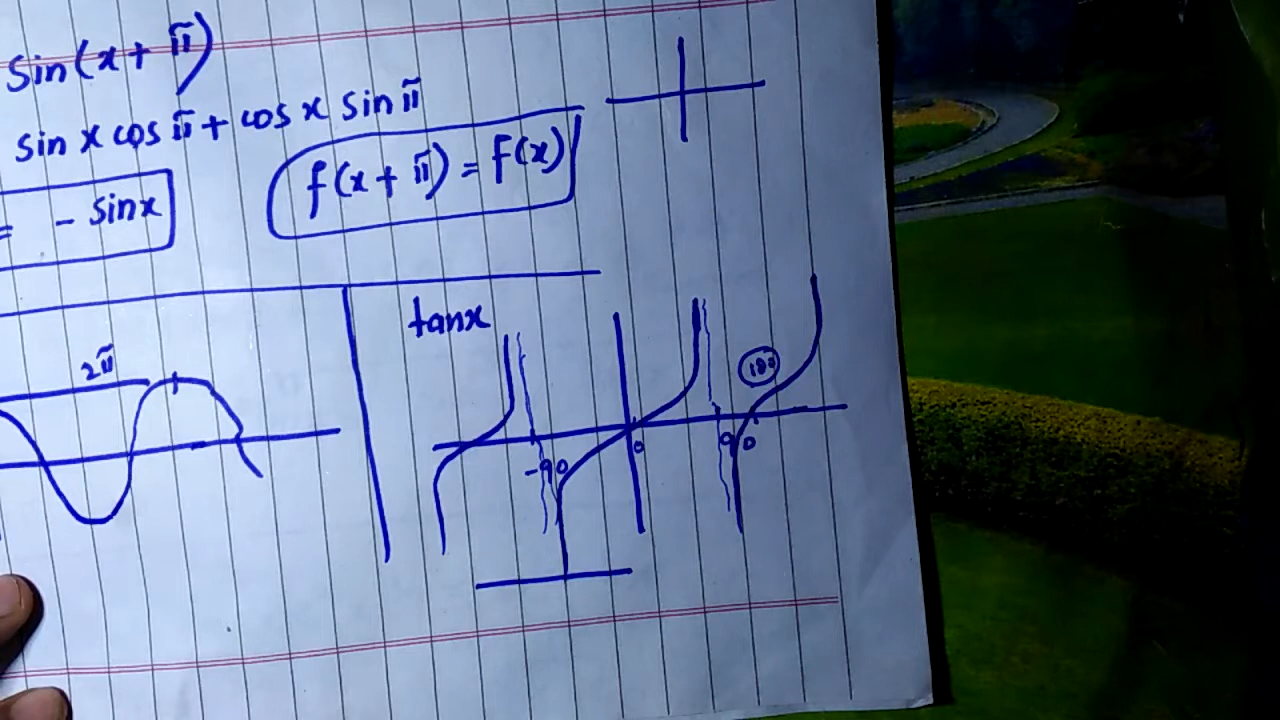 sin(x + π)
sin x cos π + cos x sin π
= - sinx
f(x + π) = f(x)
2π
tanx
180
-90
0
90